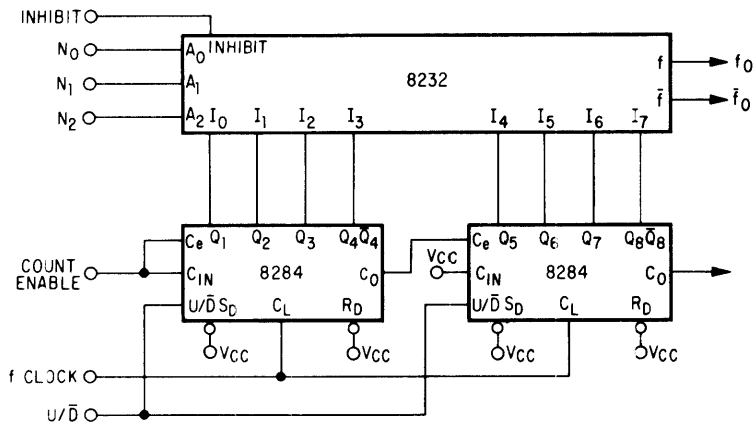 INHIBIT
N0
N1
N2
A0 INHIBIT
A1
A2 I0 I1 I2 I3 I4 I5 I6 I7
8232
f
f̄
f0
f̄0
Ce Q1 Q2 Q3 Q4 Q̄4
CIN 8284 C0
U/D̄ SD CL RD
VCC
VCC
COUNT
ENABLE
VCC
Ce Q5 Q6 Q7 Q8 Q̄8
CIN 8284 C0
U/D̄ SD CL RD
VCC
VCC
f CLOCK
U/D̄